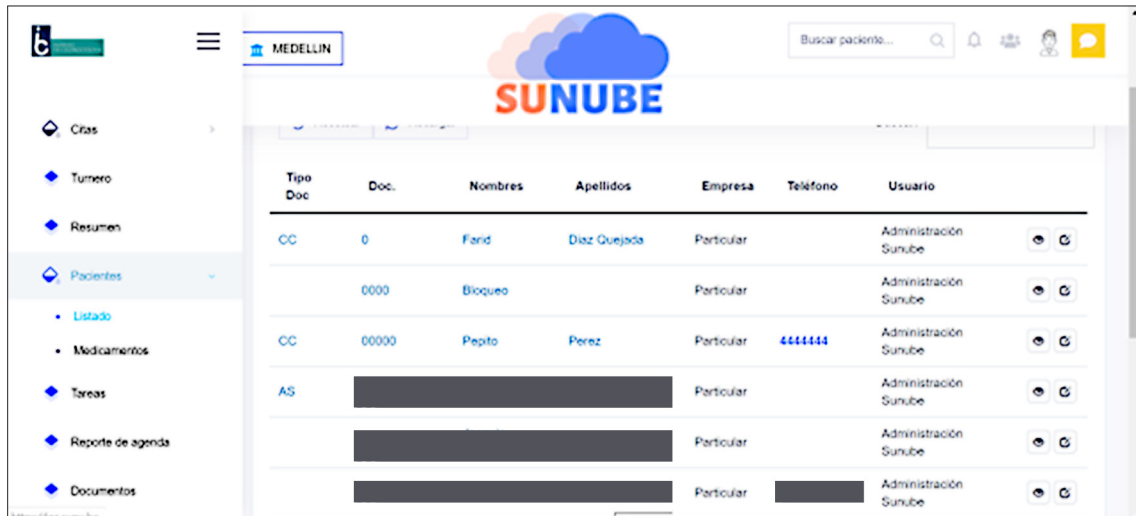 ic
MEDELLIN
SUNUBE
Buscar paciente...
Citas
Turnero
Resumen
Pacientes
Listado
Medicamentos
Tareas
Reporte de agenda
Documentos
Tipo Doc Doc. Nombres Apellidos Empresa Teléfono Usuario
CC 0 Farid Diaz Quejada Particular Administración Sunube
0000 Bloqueo Particular Administración Sunube
CC 00000 Pepito Perez Particular 4444444 Administración Sunube
AS Particular Administración Sunube
Particular Administración Sunube
Particular Administración Sunube